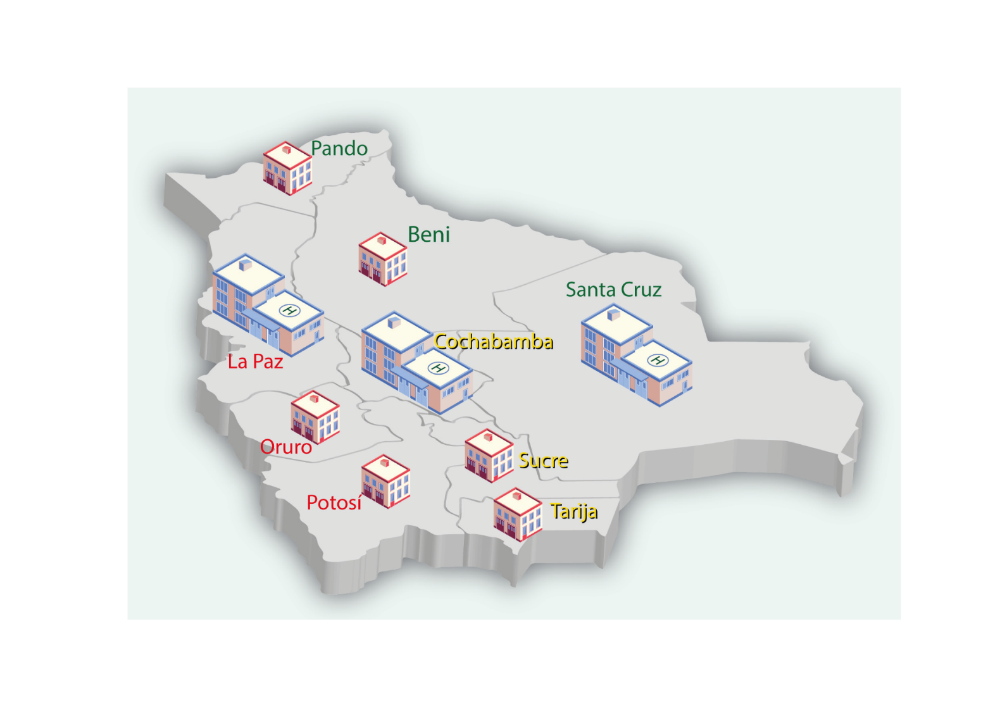 Pando
Beni
Santa Cruz
H
Cochabamba
H
H
La Paz
Oruro
Sucre
Potosí
Tarija